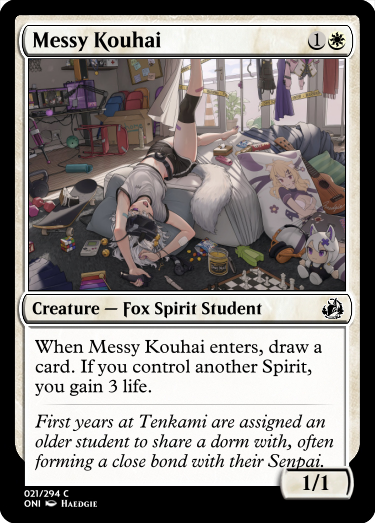 Messy Kouhai
1
Creature — Fox Spirit Student
When Messy Kouhai enters, draw a
card. If you control another Spirit,
you gain 3 life.
First years at Tenkami are assigned an
older student to share a dorm with, often
forming a close bond with their Senpai.
1/1
021/294 C
ONI HAEDGIE